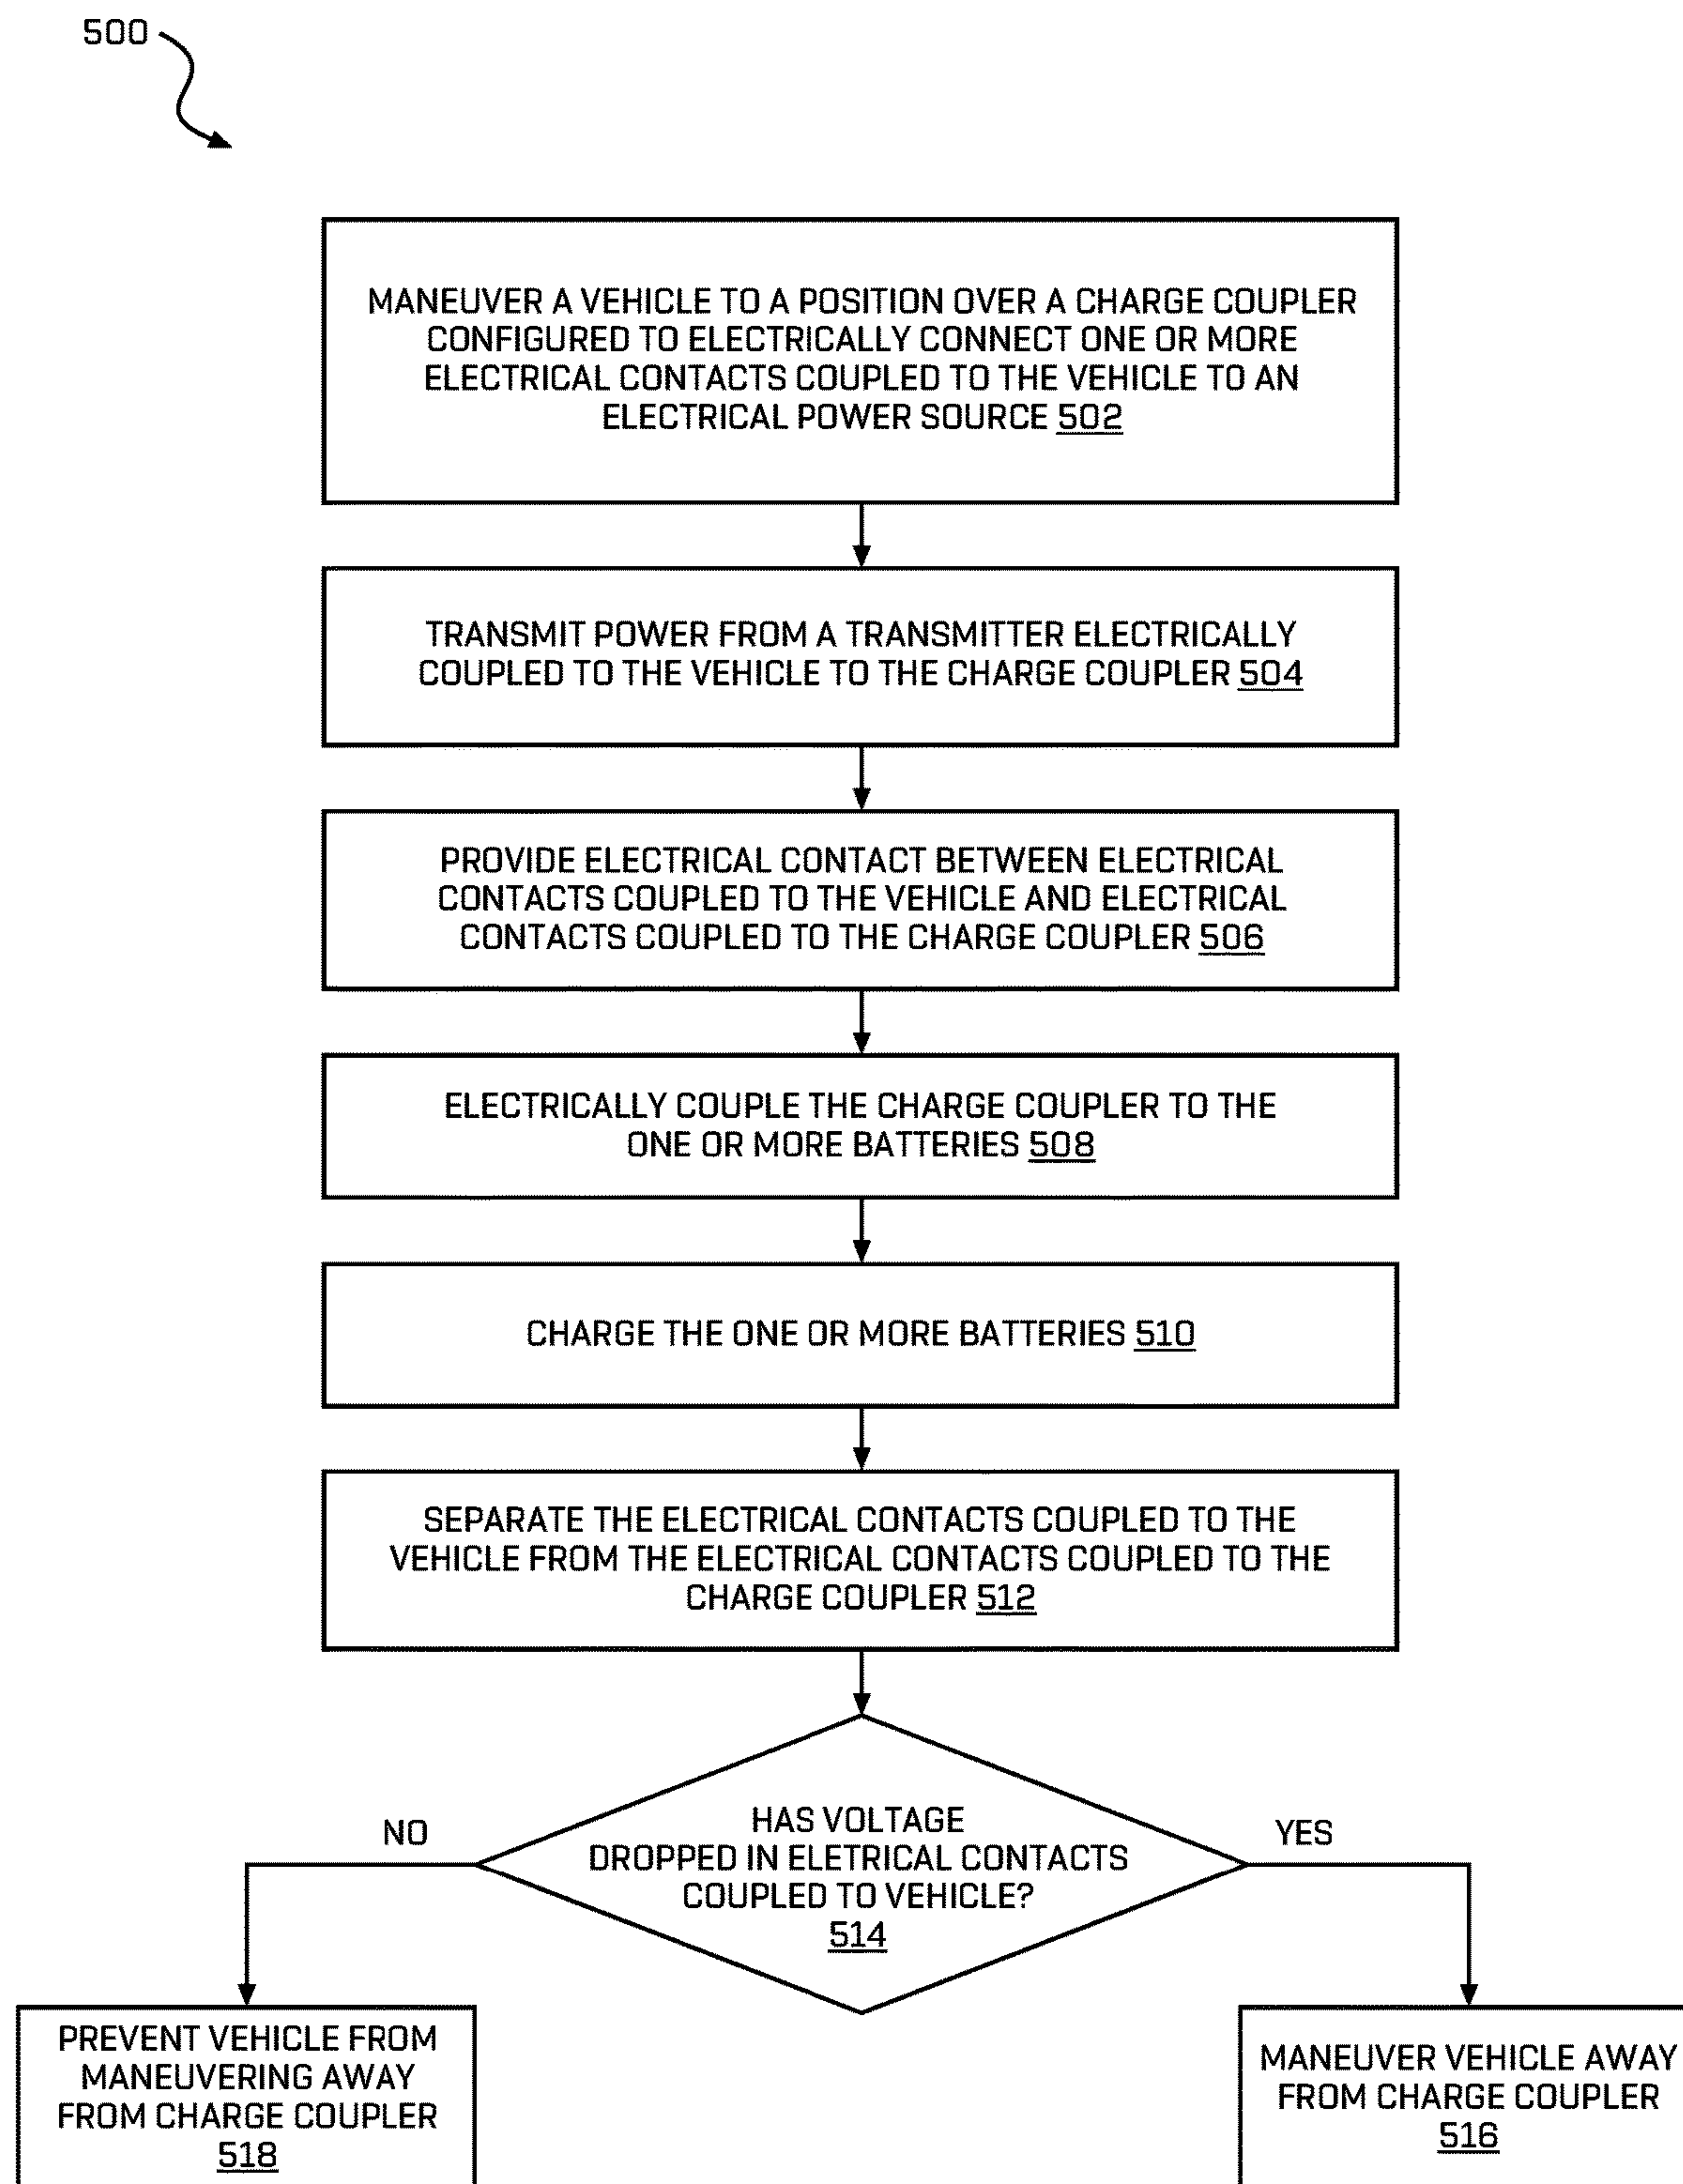 500
MANEUVER A VEHICLE TO A POSITION OVER A CHARGE COUPLER
CONFIGURED TO ELECTRICALLY CONNECT ONE OR MORE
ELECTRICAL CONTACTS COUPLED TO THE VEHICLE TO AN
ELECTRICAL POWER SOURCE 502
TRANSMIT POWER FROM A TRANSMITTER ELECTRICALLY
COUPLED TO THE VEHICLE TO THE CHARGE COUPLER 504
PROVIDE ELECTRICAL CONTACT BETWEEN ELECTRICAL
CONTACTS COUPLED TO THE VEHICLE AND ELECTRICAL
CONTACTS COUPLED TO THE CHARGE COUPLER 506
ELECTRICALLY COUPLE THE CHARGE COUPLER TO THE
ONE OR MORE BATTERIES 508
CHARGE THE ONE OR MORE BATTERIES 510
SEPARATE THE ELECTRICAL CONTACTS COUPLED TO THE
VEHICLE FROM THE ELECTRICAL CONTACTS COUPLED TO THE
CHARGE COUPLER 512
HAS VOLTAGE
DROPPED IN ELETRICAL CONTACTS
COUPLED TO VEHICLE?
514
NO
YES
PREVENT VEHICLE FROM
MANEUVERING AWAY
FROM CHARGE COUPLER
518
MANEUVER VEHICLE AWAY
FROM CHARGE COUPLER
516